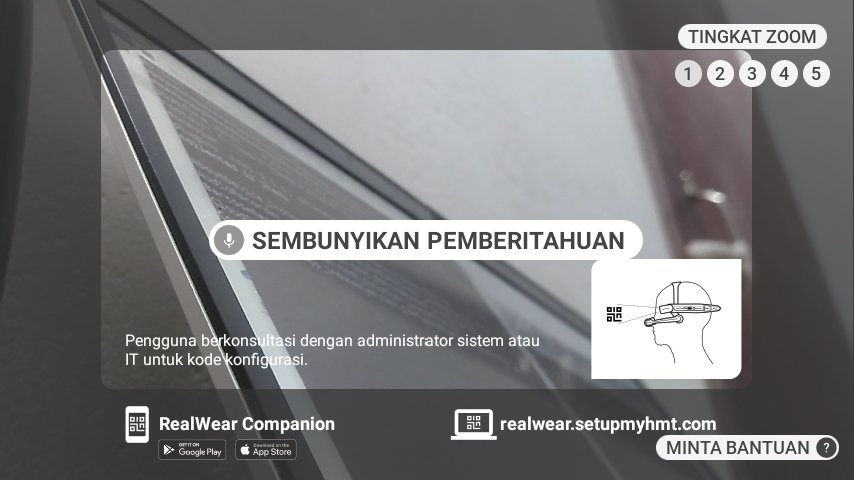 TINGKAT ZOOM
1 2 3 4 5
SEMBUNYIKAN PEMBERITAHUAN
Pengguna berkonsultasi dengan administrator sistem atau
IT untuk kode konfigurasi.
RealWear Companion
GET IT ON
Google Play
Download on the
App Store
realwear.setupmyhmt.com
MINTA BANTUAN ?